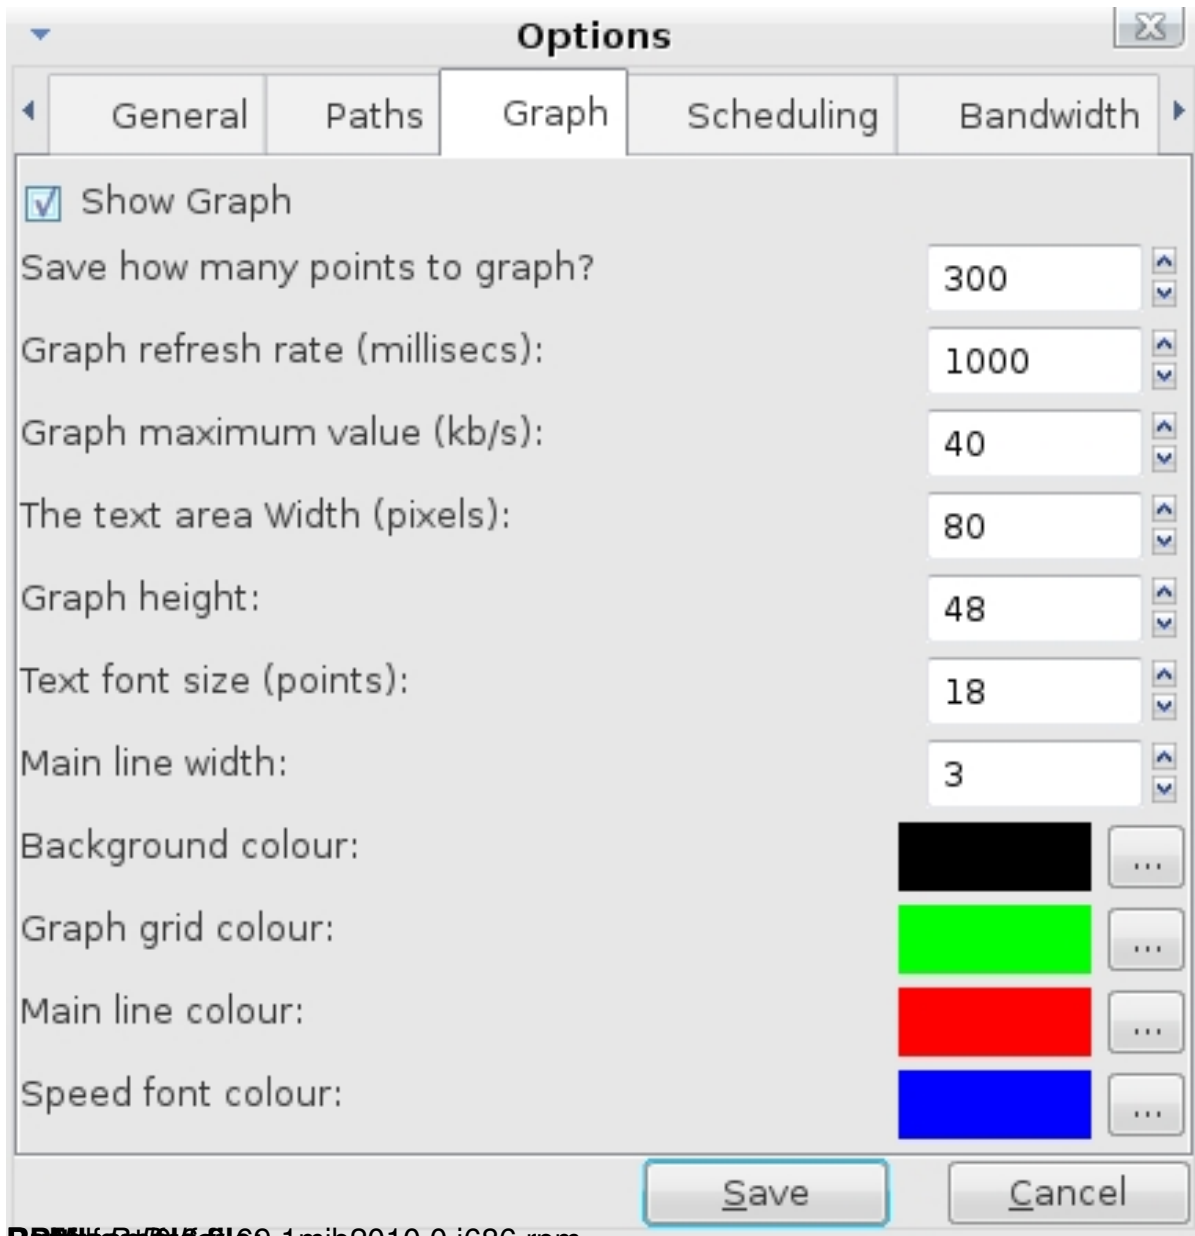 Options
General Paths Graph Scheduling Bandwidth
Show Graph
Save how many points to graph? 300
Graph refresh rate (millisecs): 1000
Graph maximum value (kb/s): 40
The text area Width (pixels): 80
Graph height: 48
Text font size (points): 18
Main line width: 3
Background colour: ...
Graph grid colour: ...
Main line colour: ...
Speed font colour: ...
Save Cancel